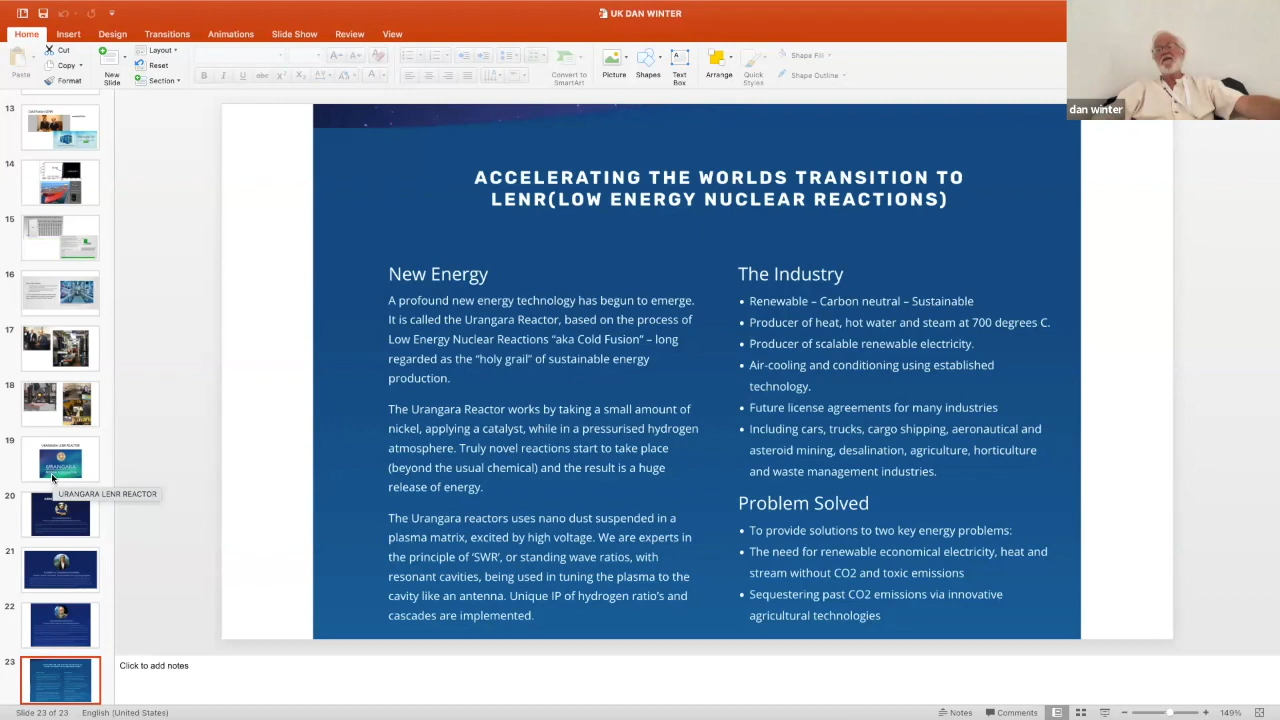 UK DAN WINTER
Home Insert Design Transitions Animations Slide Show Review View
Paste
Cut
Copy
Format
New
Slide
Layout
Reset
Section
B I U abc
Convert to
SmartArt
Picture
Shapes
Text
Box
Arrange
Quick
Styles
Shape Fill
Shape Outline
dan winter
13
14
15
16
17
18
19
URANGARA LENR REACTOR
20
21
22
23
ACCELERATING THE WORLDS TRANSITION TO
LENR(LOW ENERGY NUCLEAR REACTIONS)
New Energy
A profound new energy technology has begun to emerge.
It is called the Urangara Reactor, based on the process of
Low Energy Nuclear Reactions “aka Cold Fusion” – long
regarded as the “holy grail” of sustainable energy
production.
The Urangara Reactor works by taking a small amount of
nickel, applying a catalyst, while in a pressurised hydrogen
atmosphere. Truly novel reactions start to take place
(beyond the usual chemical) and the result is a huge
release of energy.
The Urangara reactors uses nano dust suspended in a
plasma matrix, excited by high voltage. We are experts in
the principle of ‘SWR’, or standing wave ratios, with
resonant cavities, being used in tuning the plasma to the
cavity like an antenna. Unique IP of hydrogen ratio’s and
cascades are implemented.
The Industry
• Renewable – Carbon neutral – Sustainable
• Producer of heat, hot water and steam at 700 degrees C.
• Producer of scalable renewable electricity.
• Air-cooling and conditioning using established
technology.
• Future license agreements for many industries
• Including cars, trucks, cargo shipping, aeronautical and
asteroid mining, desalination, agriculture, horticulture
and waste management industries.
Problem Solved
• To provide solutions to two key energy problems:
• The need for renewable economical electricity, heat and
stream without CO2 and toxic emissions
• Sequestering past CO2 emissions via innovative
agricultural technologies
Click to add notes
Slide 23 of 23 English (United States)
Notes Comments 149%